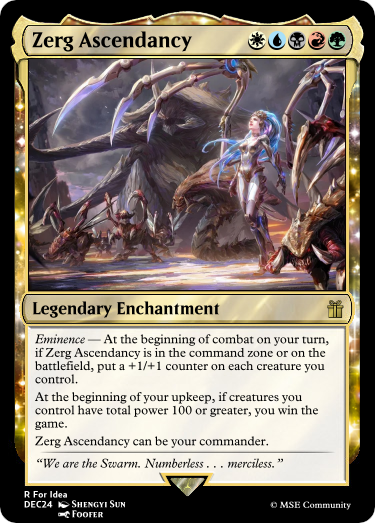 Zerg Ascendancy
Legendary Enchantment
Eminence — At the beginning of combat on your turn,
if Zerg Ascendancy is in the command zone or on the
battlefield, put a +1/+1 counter on each creature you
control.
At the beginning of your upkeep, if creatures you
control have total power 100 or greater, you win the
game.
Zerg Ascendancy can be your commander.
“We are the Swarm. Numberless . . . merciless.”
R For Idea
DEC24 Shengyi Sun
Foofer
© MSE Community